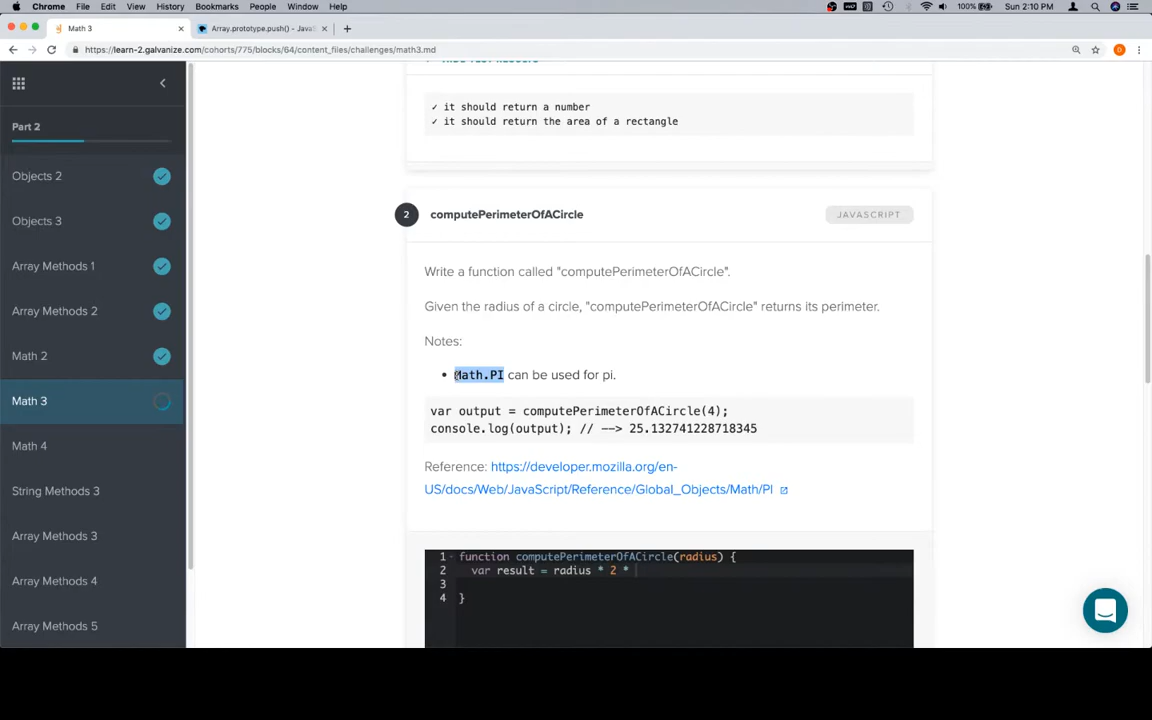 Chrome File Edit View History Bookmarks People Window Help 100% Sun 2:10 PM
Math 3
Array.prototype.push() - JavaS
https://learn-2.galvanize.com/cohorts/775/blocks/64/content_files/challenges/math3.md
Part 2
Objects 2
Objects 3
Array Methods 1
Array Methods 2
Math 2
Math 3
Math 4
String Methods 3
Array Methods 3
Array Methods 4
Array Methods 5
✓ it should return a number
✓ it should return the area of a rectangle
2 computePerimeterOfACircle JAVASCRIPT
Write a function called "computePerimeterOfACircle".
Given the radius of a circle, "computePerimeterOfACircle" returns its perimeter.
Notes:
• Math.PI can be used for pi.
var output = computePerimeterOfACircle(4);
console.log(output); // --> 25.132741228718345
Reference: https://developer.mozilla.org/en-
US/docs/Web/JavaScript/Reference/Global_Objects/Math/PI
1 function computePerimeterOfACircle(radius) {
2 var result = radius * 2 *
3
4 }